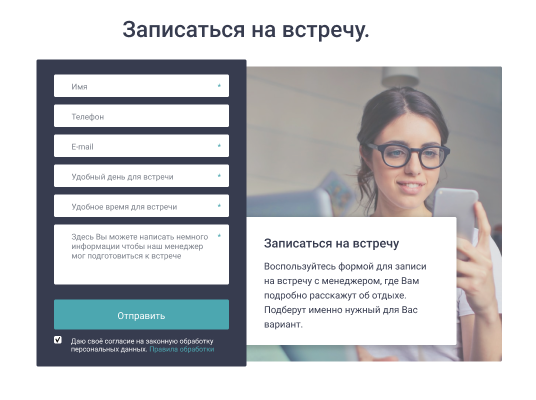 Записаться на встречу.
Имя *
Телефон
E-mail *
Удобный день для встречи *
Удобное время для встречи *
Здесь Вы можете написать немного *
информации чтобы наш менеджер
мог подготовиться к встрече
Отправить
Даю своё согласие на законную обработку
персональных данных. Правила обработки
Записаться на встречу
Воспользуйтесь формой для записи
на встречу с менеджером, где Вам
подробно расскажут об отдыхе.
Подберут именно нужный для Вас
вариант.